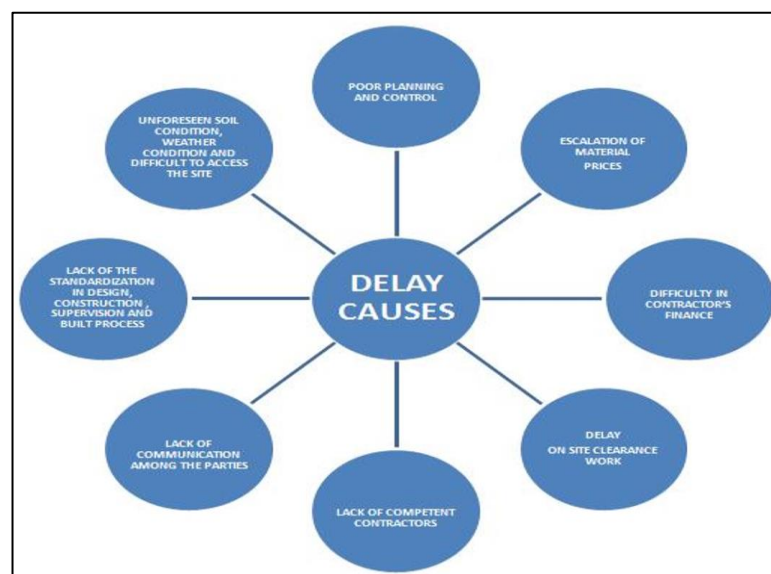 POOR PLANNING
AND CONTROL
ESCALATION OF
MATERIAL
PRICES
DIFFICULTY IN
CONTRACTOR'S
FINANCE
DELAY
ON SITE CLEARANCE
WORK
LACK OF COMPETENT
CONTRACTORS
LACK OF
COMMUNICATION
AMONG THE PARTIES
LACK OF THE
STANDARDIZATION
IN DESIGN,
CONSTRUCTION ,
SUPERVISION AND
BUILT PROCESS
UNFORESEEN SOIL
CONDITION,
WEATHER
CONDITION AND
DIFFICULT TO ACCESS
THE SITE
DELAY
CAUSES